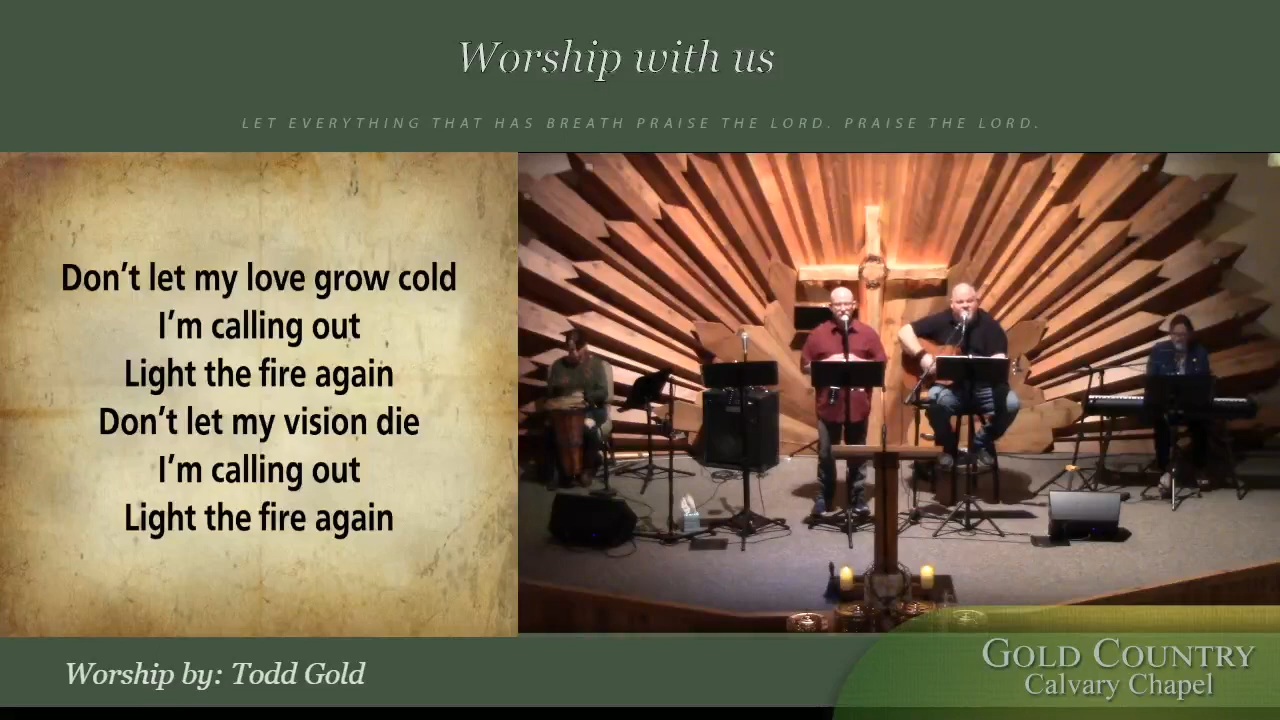 Worship with us
LET EVERYTHING THAT HAS BREATH PRAISE THE LORD. PRAISE THE LORD.
Don't let my love grow cold
I'm calling out
Light the fire again
Don't let my vision die
I'm calling out
Light the fire again
Worship by: Todd Gold
GOLD COUNTRY
Calvary Chapel